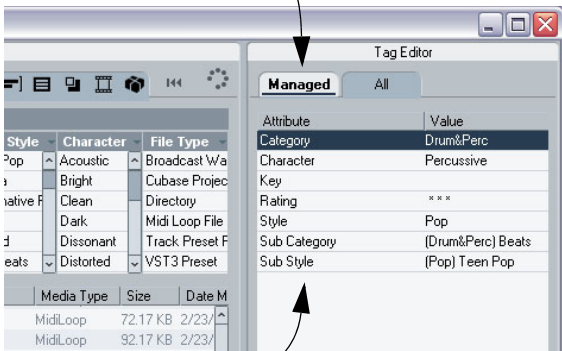 Tag Editor
Managed All
Attribute Value
Category Drum&Perc
Character Percussive
Key
Rating ***
Style Pop
Sub Category (Drum&Perc) Beats
Sub Style (Pop) Teen Pop
Style Character File Type
Pop Acoustic Broadcast Wa
Bright Cubase Projec
Clean Directory
Dark Midi Loop File
Dissonant Track Preset F
eats Distorted VST3 Preset
Media Type Size Date M
MidiLoop 72.17 KB 2/23/
MidiLoop 92.17 KB 2/23/